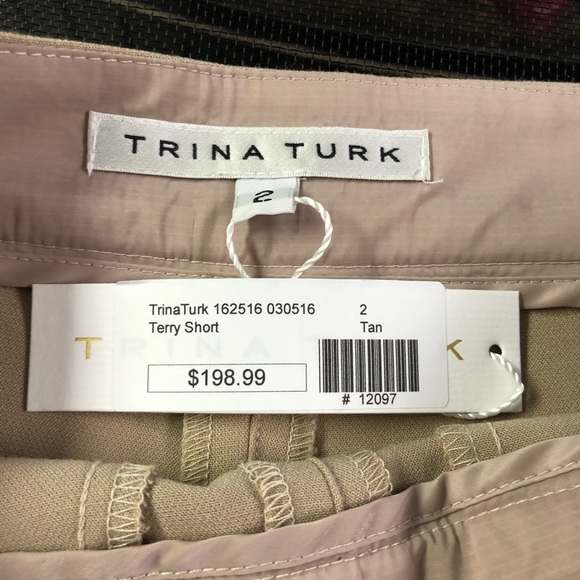 TRINA TURK
2
TrinaTurk 162516 030516 2
Terry Short Tan
T K
$198.99
# 12097